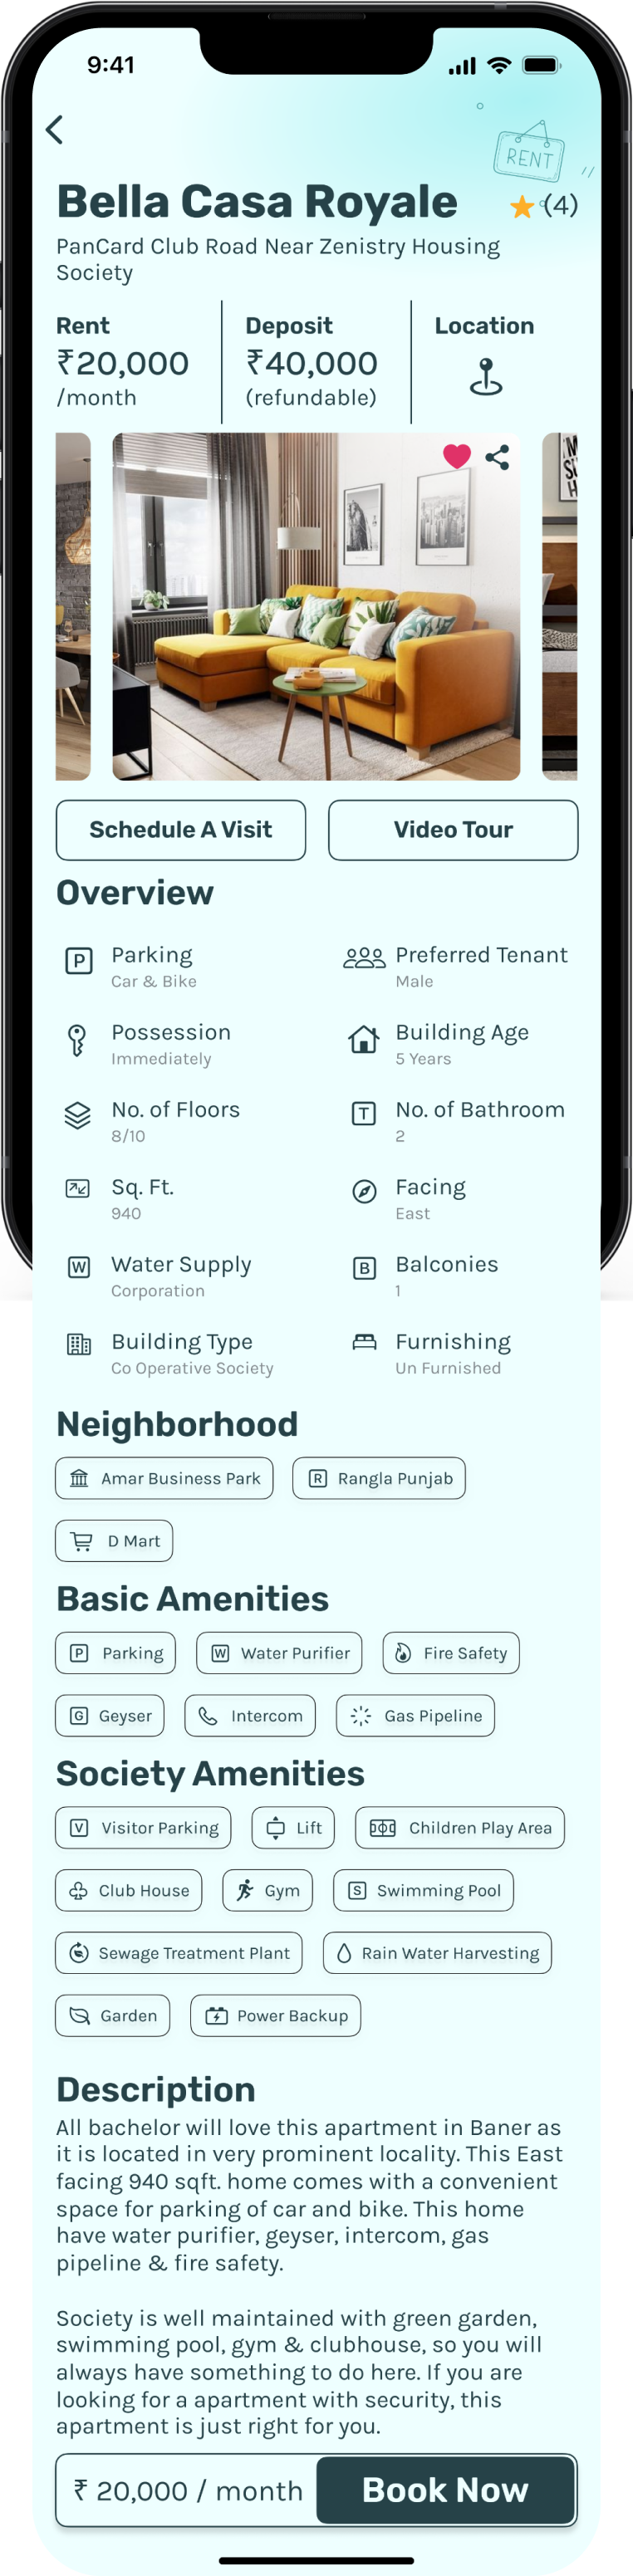 9:41
RENT
Bella Casa Royale
(4)
PanCard Club Road Near Zenistry Housing
Society
Rent
Deposit
Location
₹20,000
₹40,000
/month
(refundable)
Schedule A Visit
Video Tour
Overview
Parking
Preferred Tenant
Car & Bike
Male
Possession
Building Age
Immediately
5 Years
No. of Floors
T
No. of Bathroom
8/10
2
Sq. Ft.
Facing
940
East
W
Water Supply
B
Balconies
Corporation
1
Building Type
Furnishing
Co Operative Society
Un Furnished
Neighborhood
Amar Business Park
R
Rangla Punjab
D Mart
Basic Amenities
P
Parking
W
Water Purifier
Fire Safety
G
Geyser
Intercom
Gas Pipeline
Society Amenities
V
Visitor Parking
Lift
Children Play Area
Club House
Gym
S
Swimming Pool
Sewage Treatment Plant
Rain Water Harvesting
Garden
Power Backup
Description
All bachelor will love this apartment in Baner as
it is located in very prominent locality. This East
facing 940 sqft. home comes with a convenient
space for parking of car and bike. This home
have water purifier, geyser, intercom, gas
pipeline & fire safety.
Society is well maintained with green garden,
swimming pool, gym & clubhouse, so you will
always have something to do here. If you are
looking for a apartment with security, this
apartment is just right for you.
₹ 20,000 / month
Book Now